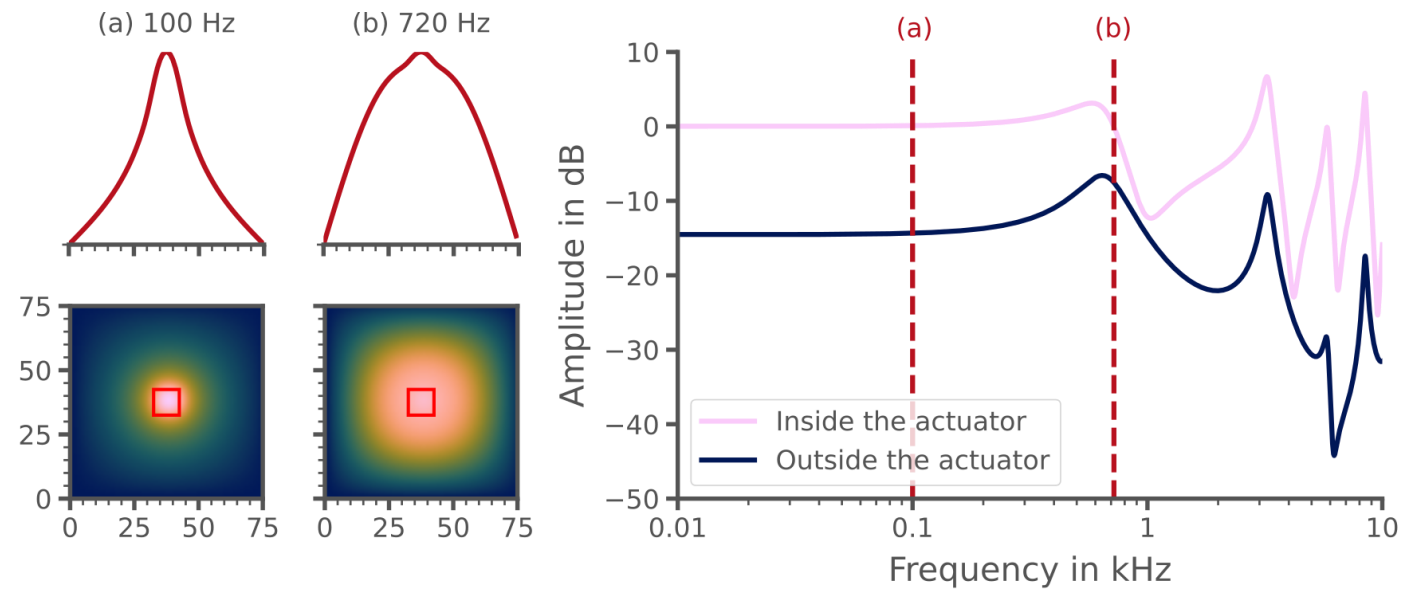 (a) 100 Hz
(b) 720 Hz
75
50
25
0
0 25 50 75
0 25 50 75
(a)
(b)
10
0
−10
−20
−30
−40
−50
Amplitude in dB
Inside the actuator
Outside the actuator
0.01 0.1 1 10
Frequency in kHz